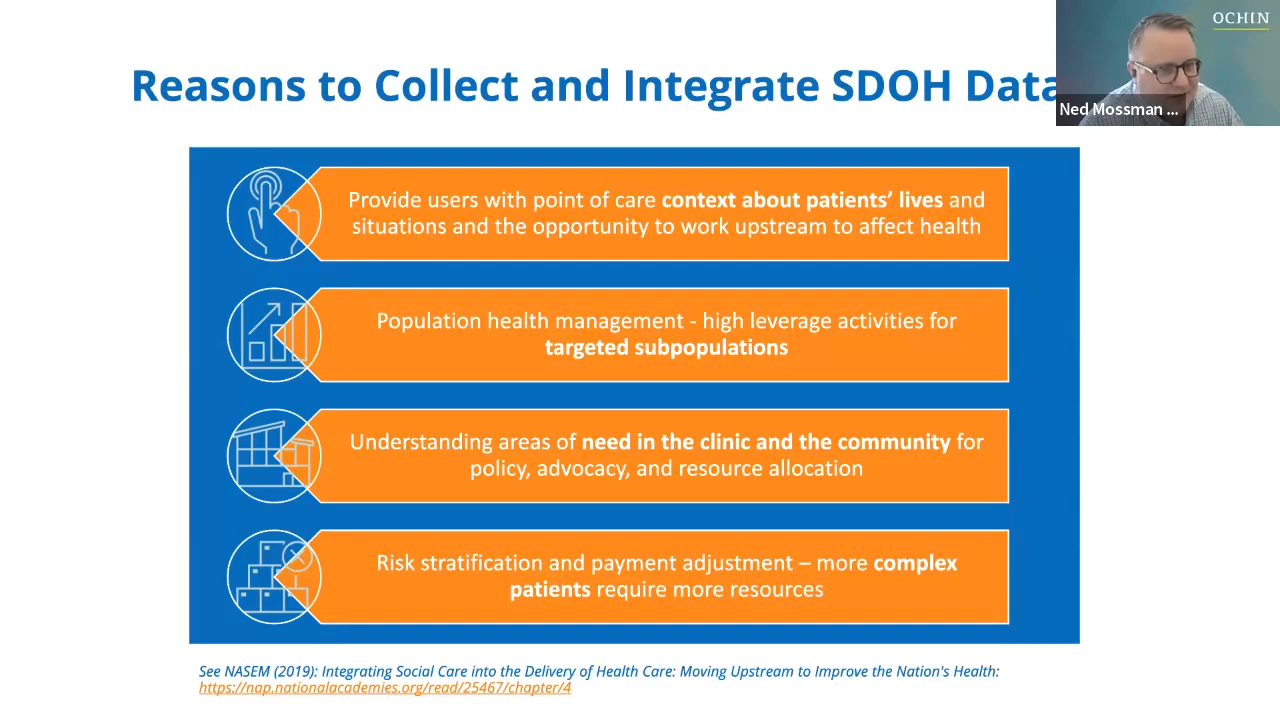 OCHIN
Reasons to Collect and Integrate SDOH Data
Ned Mossman ...
Provide users with point of care context about patients’ lives and
situations and the opportunity to work upstream to affect health
Population health management - high leverage activities for
targeted subpopulations
Understanding areas of need in the clinic and the community for
policy, advocacy, and resource allocation
Risk stratification and payment adjustment – more complex
patients require more resources
See NASEM (2019): Integrating Social Care into the Delivery of Health Care: Moving Upstream to Improve the Nation's Health:
https://nap.nationalacademies.org/read/25467/chapter/4